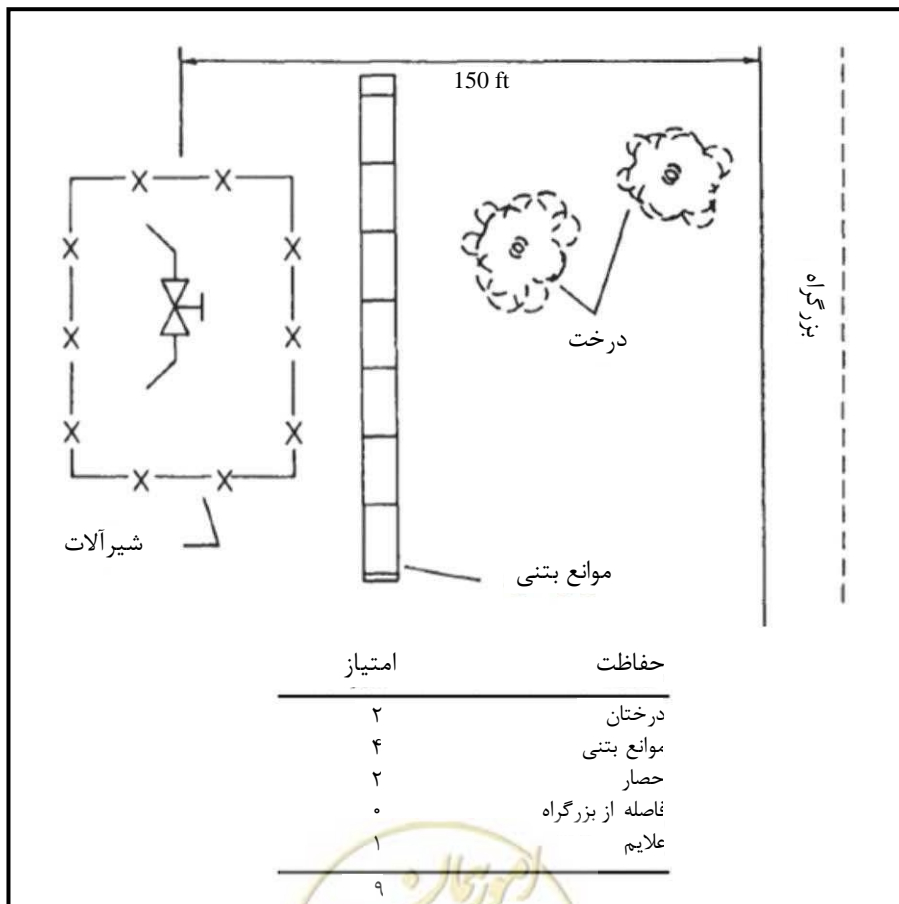 150 ft
بزرگراه
درخت
شیرآلات
موانع بتنی
حفاظت امتیاز
درختان ۲
موانع بتنی ۴
حصار ۲
فاصله از بزرگراه ۰
علایم ۱
۹